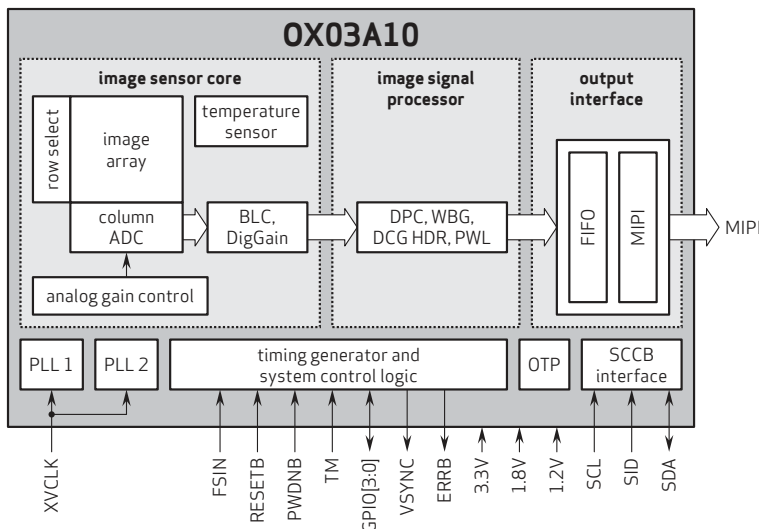 OX03A10
image sensor core
image signal
processor
output
interface
row select
image
array
temperature
sensor
column
ADC
BLC,
DigGain
DPC, WBG,
DCG HDR, PWL
FIFO
MIPI
MIPI
analog gain control
PLL 1
PLL 2
timing generator and
system control logic
OTP
SCCB
interface
XVCLK
FSIN
RESETB
PWDNB
TM
GPIO[3:0]
VSYNC
ERRB
3.3V
1.8V
1.2V
SCL
SID
SDA